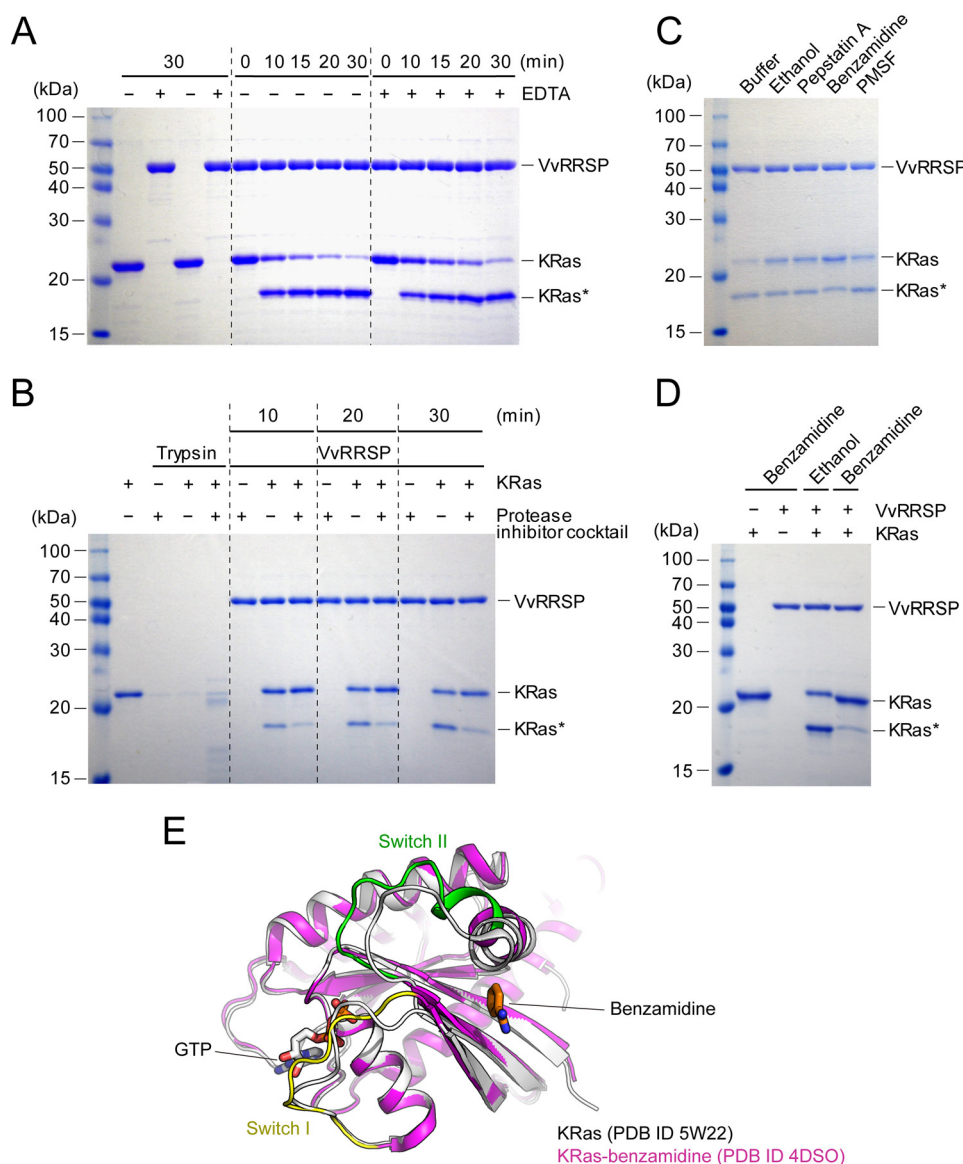 A
30 0 10 15 20 30 0 10 15 20 30 (min)
(kDa) – + – + – – – – – + + + + + EDTA
100
70
50 VvRRSP
40
30
KRas
20
KRas*
15
C
Buffer Ethanol Pepstatin A Benzamidine PMSF
(kDa)
100
70
50 VvRRSP
40
30
KRas
20
KRas*
15
B
10 20 30 (min)
Trypsin VvRRSP
+ – + + – + + – + + – + + KRas
(kDa) – + – + + – + + – + + – + Protease
inhibitor cocktail
100
70
50 VvRRSP
40
30
KRas
20
KRas*
15
D
Benzamidine Ethanol Benzamidine
– + + + VvRRSP
(kDa) + – + + KRas
100
70
50 VvRRSP
40
30
KRas
20
KRas*
15
E
Switch II
Benzamidine
GTP
Switch I
KRas (PDB ID 5W22)
KRas-benzamidine (PDB ID 4DSO)